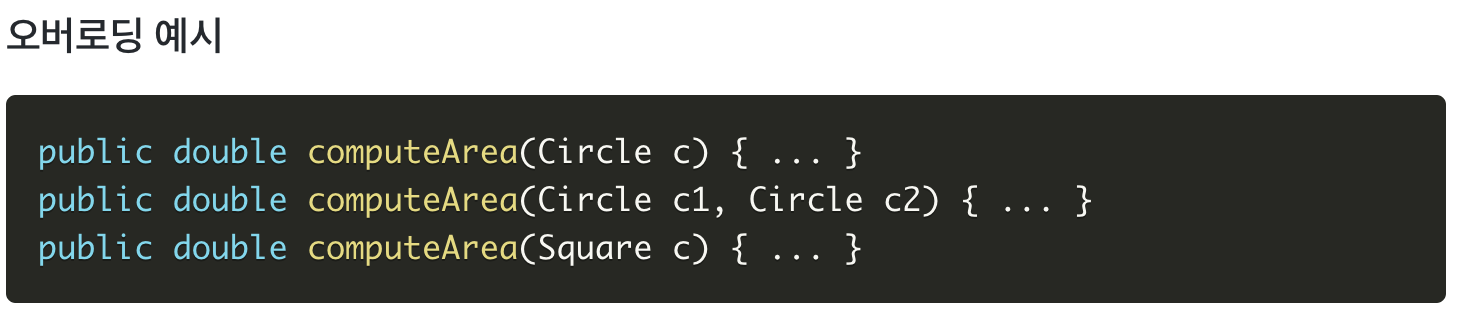 오버로딩 예시
public double computeArea(Circle c) { ... }
public double computeArea(Circle c1, Circle c2) { ... }
public double computeArea(Square c) { ... }